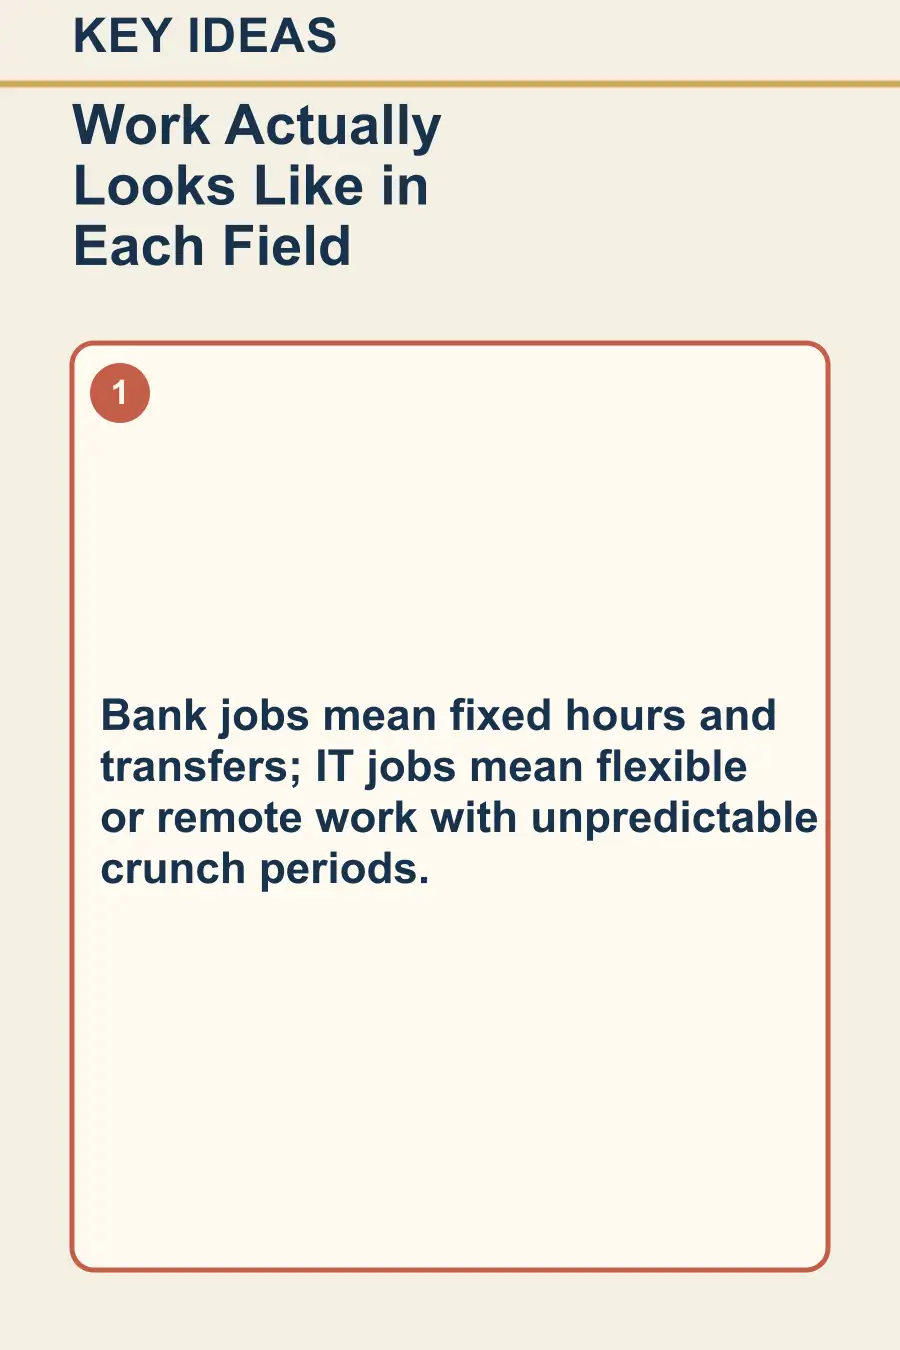 KEY IDEAS
Work Actually
Looks Like in
Each Field
1
Bank jobs mean fixed hours and
transfers; IT jobs mean flexible
or remote work with unpredictable
crunch periods.